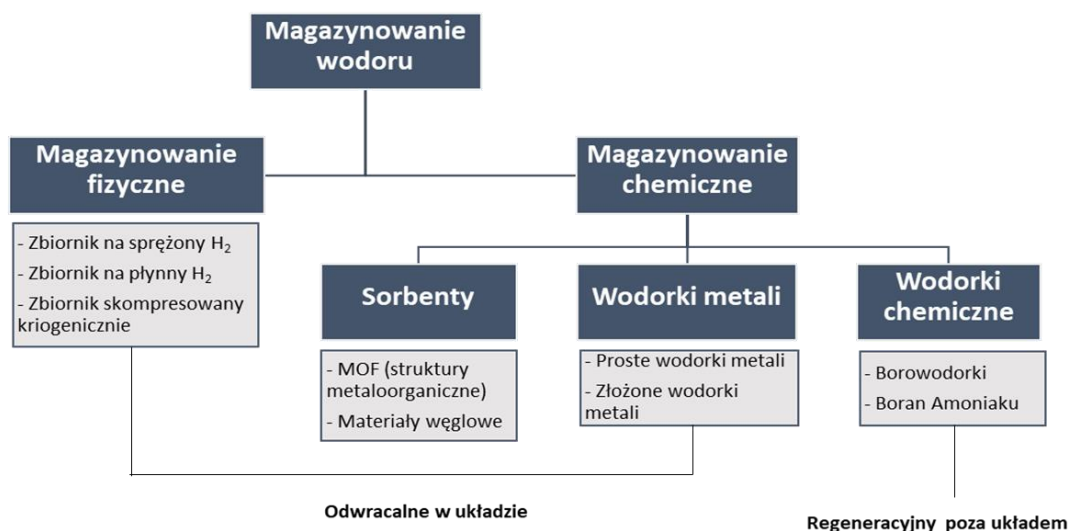 Magazynowanie
wodoru
Magazynowanie
fizyczne
- Zbiornik na sprężony H₂
- Zbiornik na płynny H₂
- Zbiornik skompresowany
kriogenicznie
Magazynowanie
chemiczne
Sorbenty
- MOF (struktury
metaloorganiczne)
- Materiały węglowe
Wodorki metali
- Proste wodorki metali
- Złożone wodorki
metali
Wodorki
chemiczne
- Borowodorki
- Boran Amoniaku
Odwracalne w układzie
Regeneracyjny poza układem